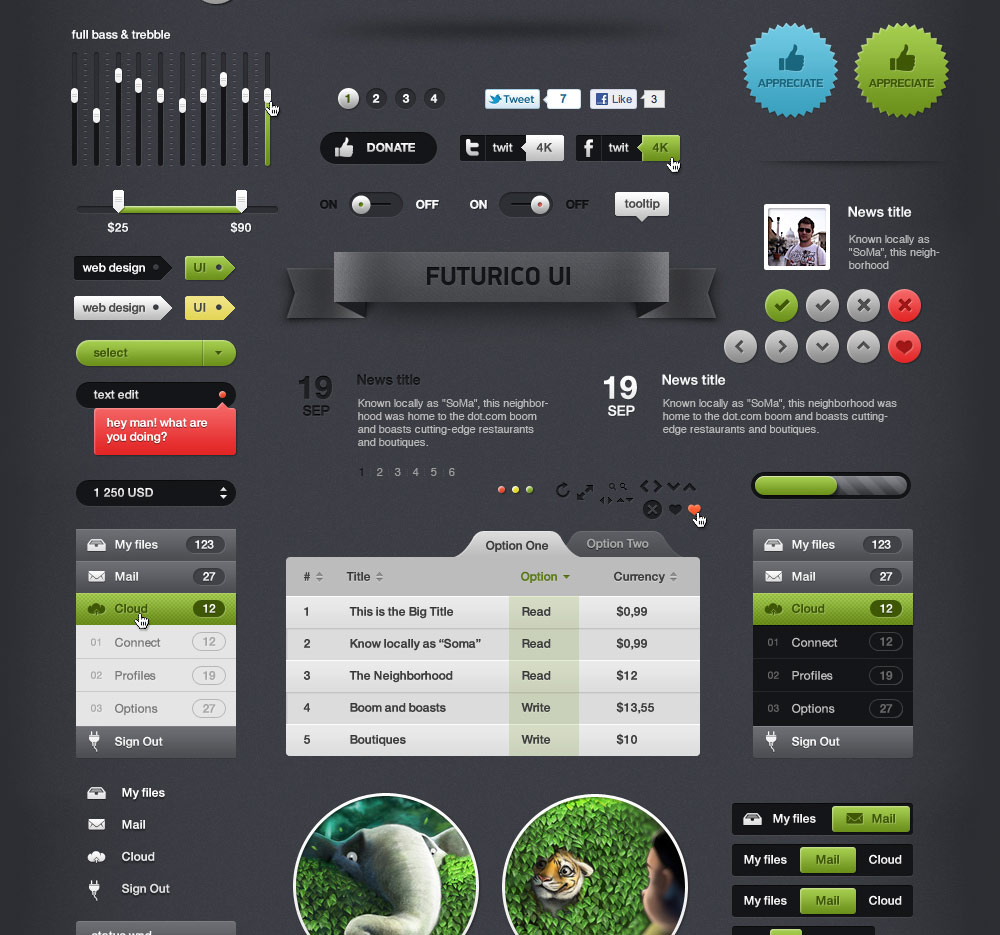 full bass & trebble
$25
$90
web design
UI
web design
UI
select
text edit
hey man! what are
you doing?
1 250 USD
1 2 3 4
Tweet 7
Like 3
DONATE
twit 4K
twit 4K
ON OFF
ON OFF
tooltip
APPRECIATE
APPRECIATE
News title
Known locally as
"SoMa", this neigh-
borhood
FUTURICO UI
19
SEP
News title
Known locally as "SoMa", this neighbor-
hood was home to the dot.com boom
and boasts cutting-edge restaurants
and boutiques.
1 2 3 4 5 6
19
SEP
News title
Known locally as "SoMa", this neighborhood was
home to the dot.com boom and boasts cutting-
edge restaurants and boutiques.
My files 123
Mail 27
Cloud 12
01 Connect 12
02 Profiles 19
03 Options 27
Sign Out
My files
Mail
Cloud
Sign Out
Option One
Option Two
# Title Option Currency
1 This is the Big Title Read $0,99
2 Know locally as “Soma” Read $0,99
3 The Neighborhood Read $12
4 Boom and boasts Write $13,55
5 Boutiques Write $10
My files 123
Mail 27
Cloud 12
01 Connect 12
02 Profiles 19
03 Options 27
Sign Out
My files Mail
My files Mail Cloud
My files Mail Cloud